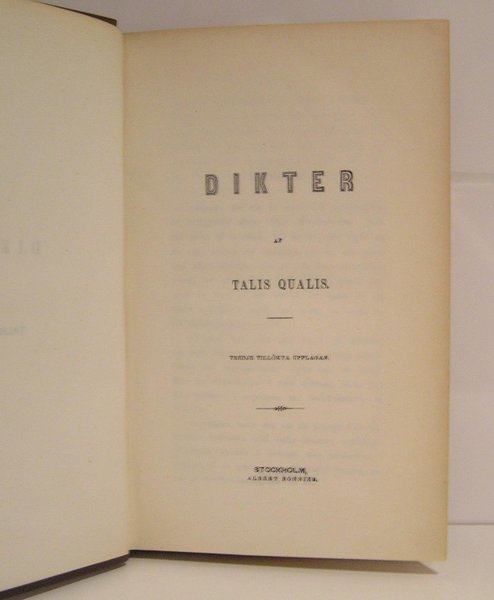 DIKTER
AF
TALIS QUALIS.
TREDJE TILLÖKTA UPPLAGAN.
STOCKHOLM,
ALBERT BONNIER.